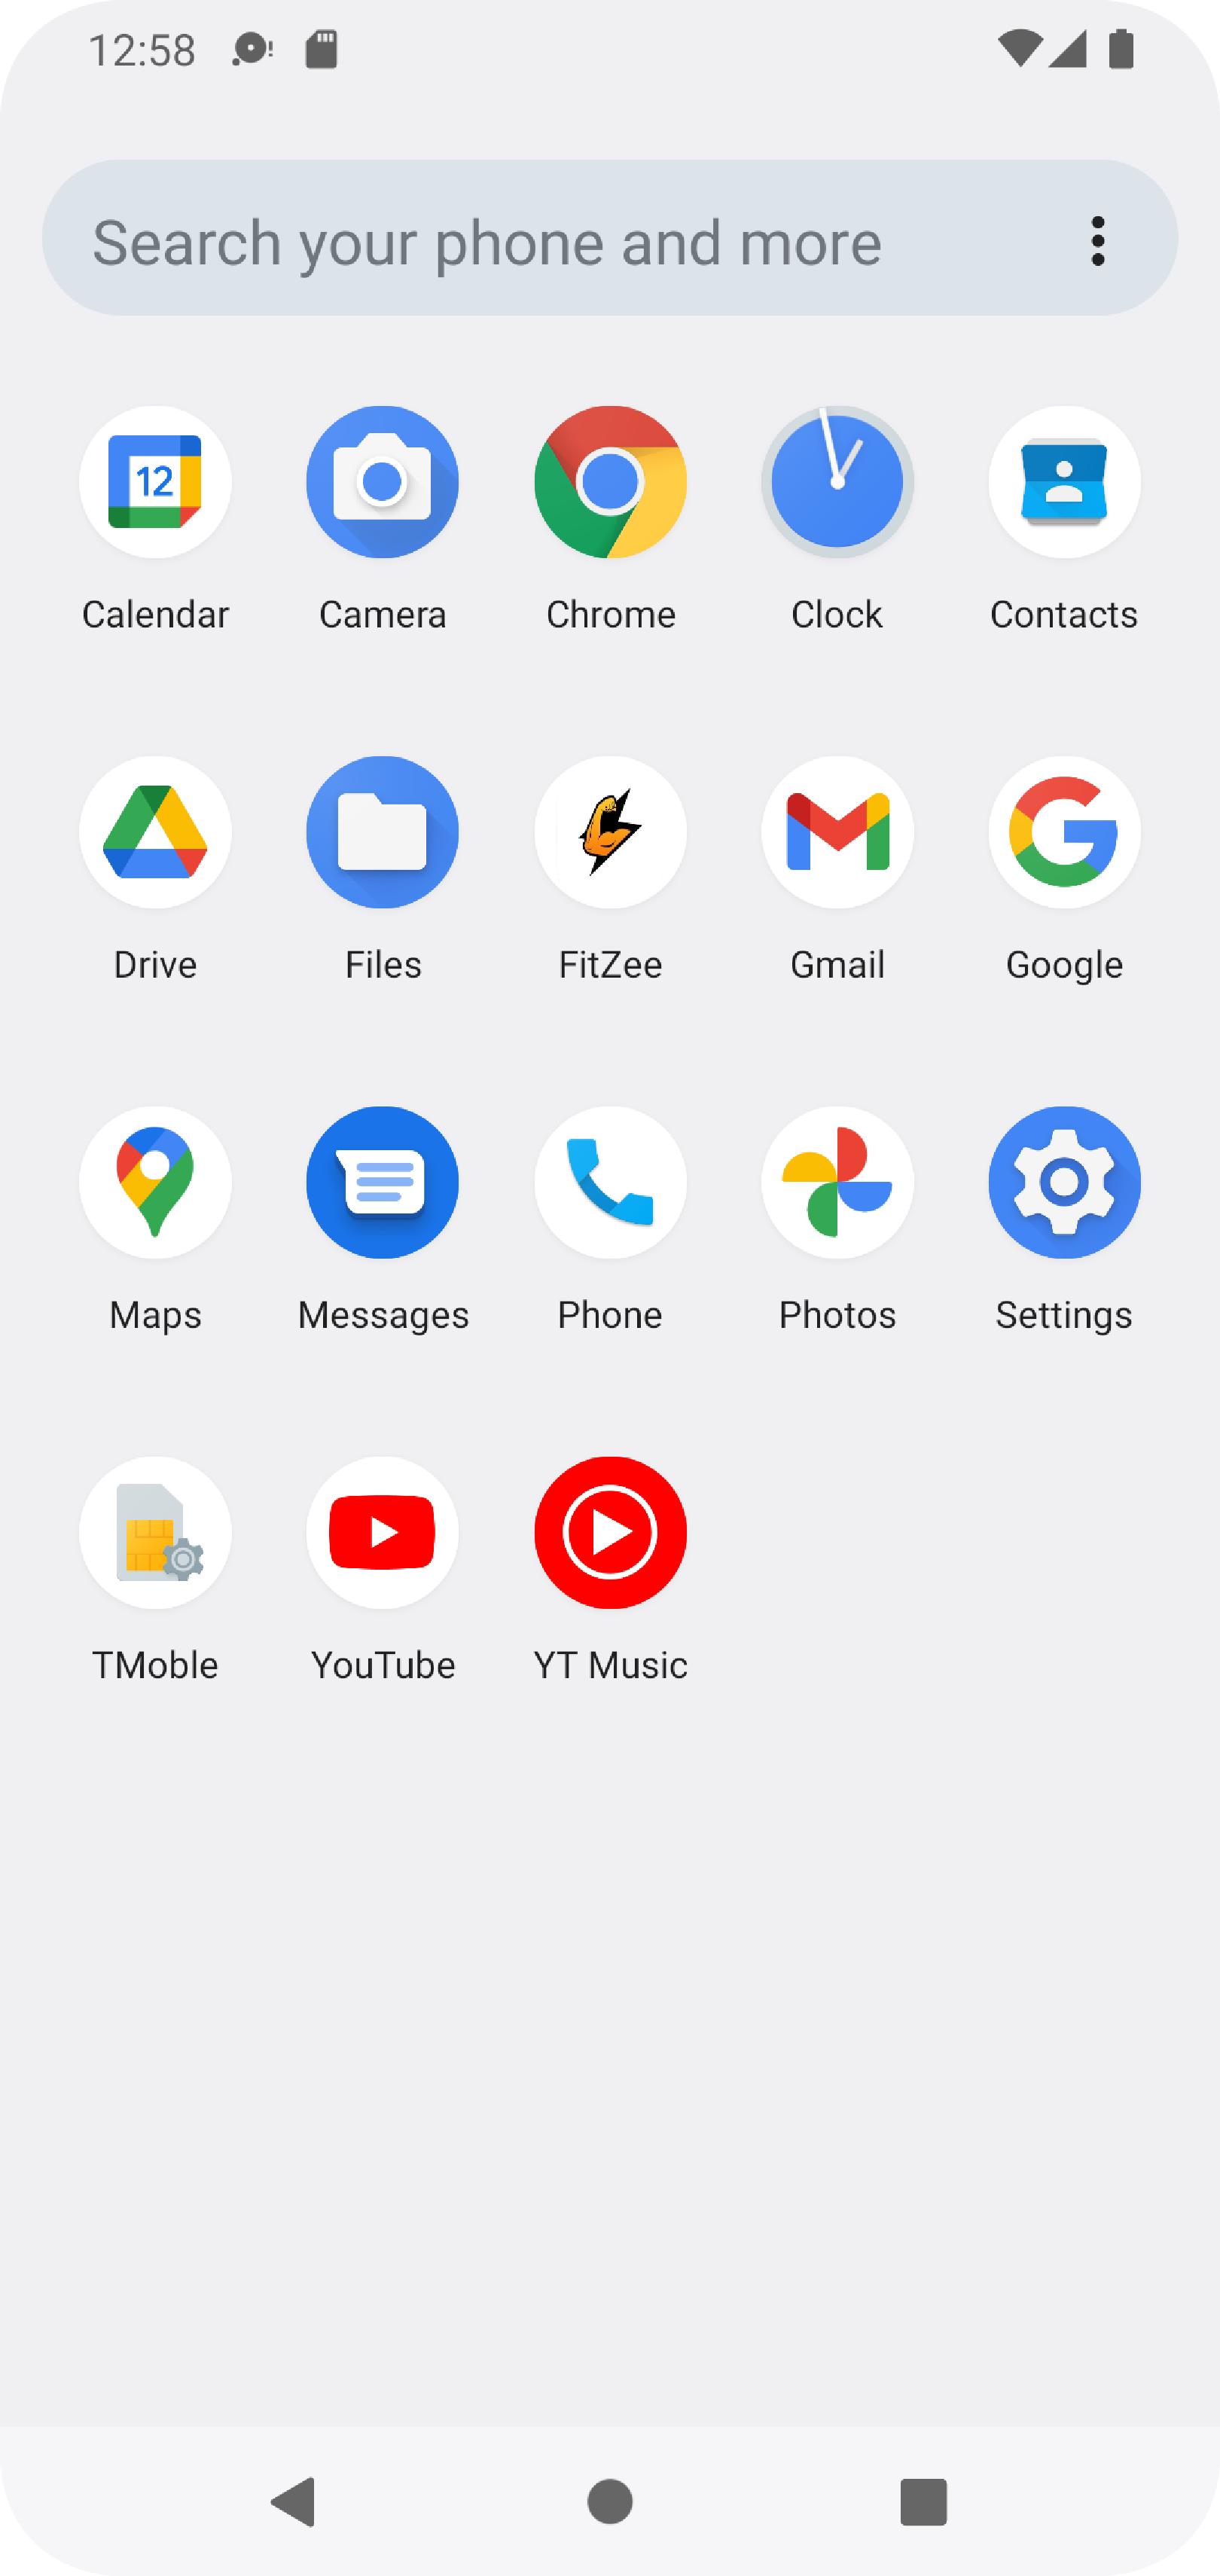 12:58
Search your phone and more
12
Calendar Camera Chrome Clock Contacts
Drive Files FitZee Gmail Google
Maps Messages Phone Photos Settings
TMoble YouTube YT Music